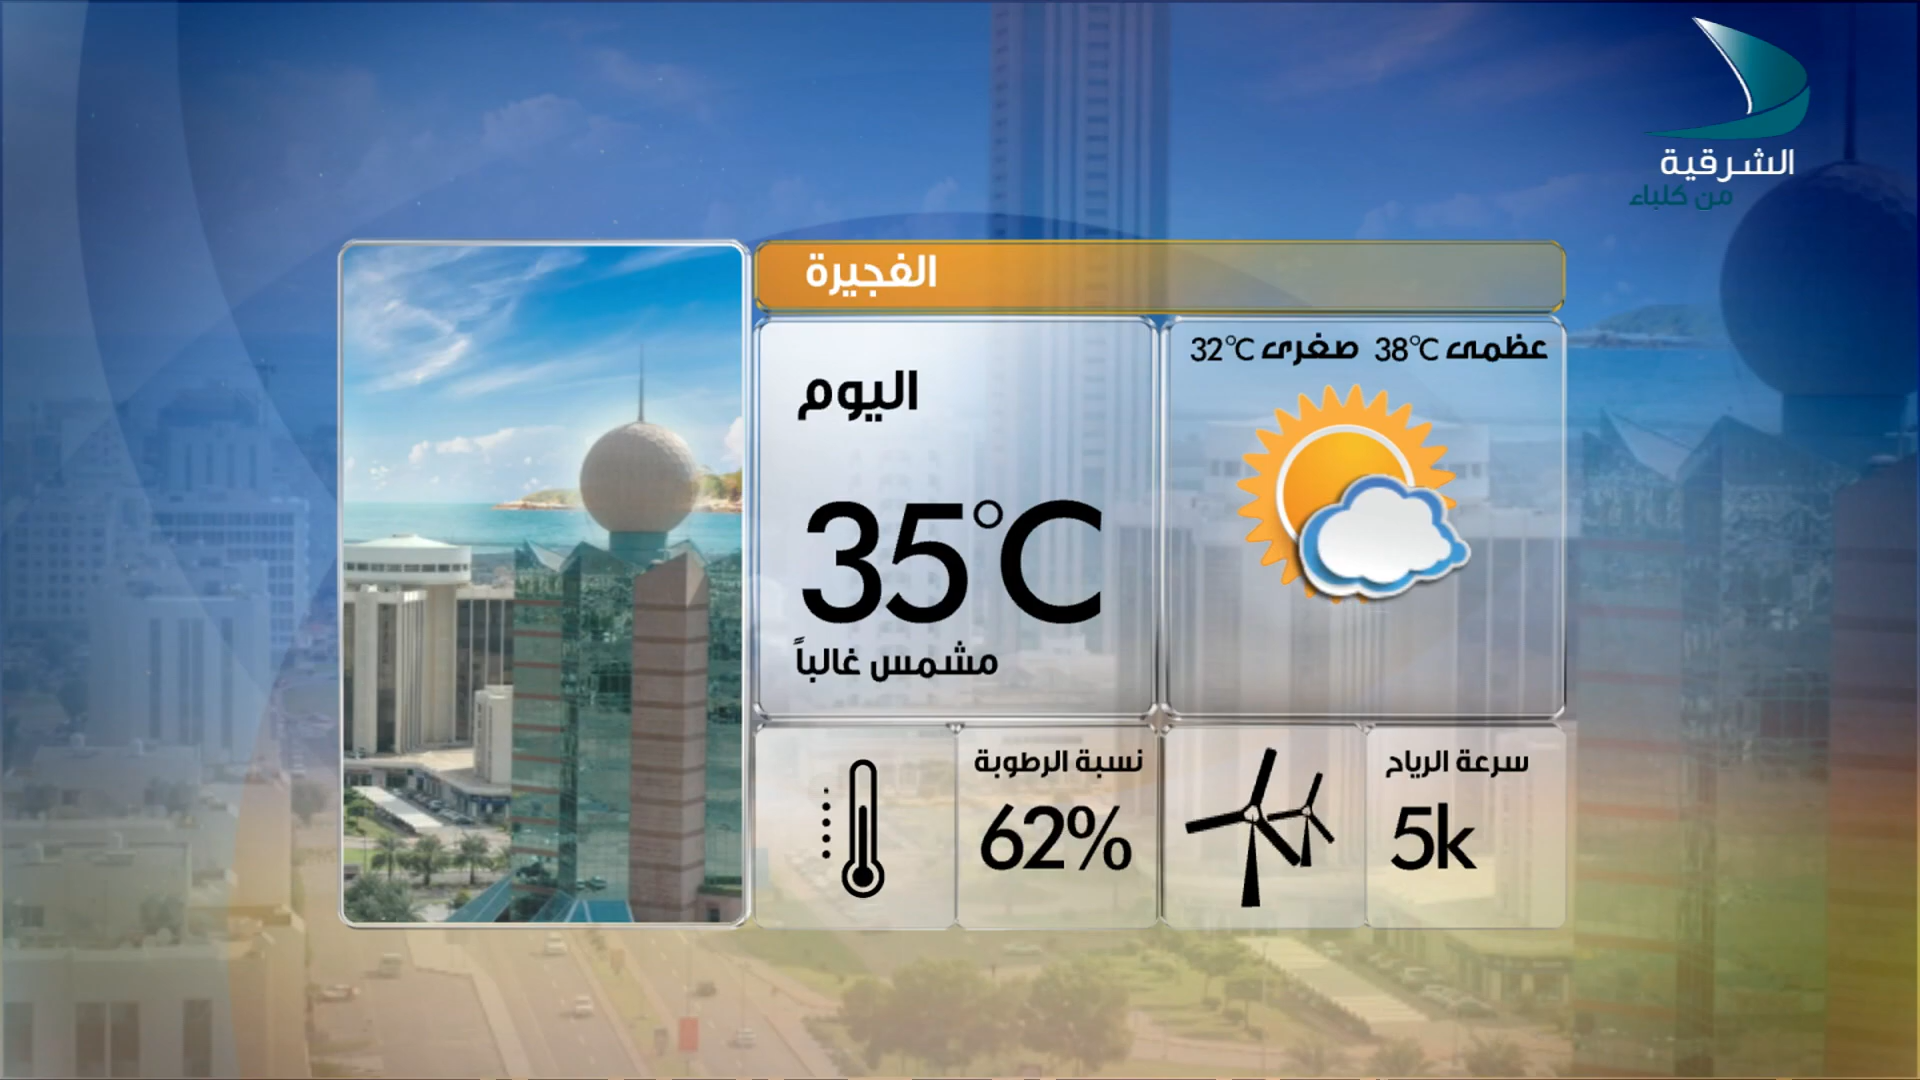 الشرقية
من كلباء
الفجيرة
عظمى 38°C صغرى 32°C
اليوم
35°C
مشمس غالباً
نسبة الرطوبة
62%
سرعة الرياح
5k